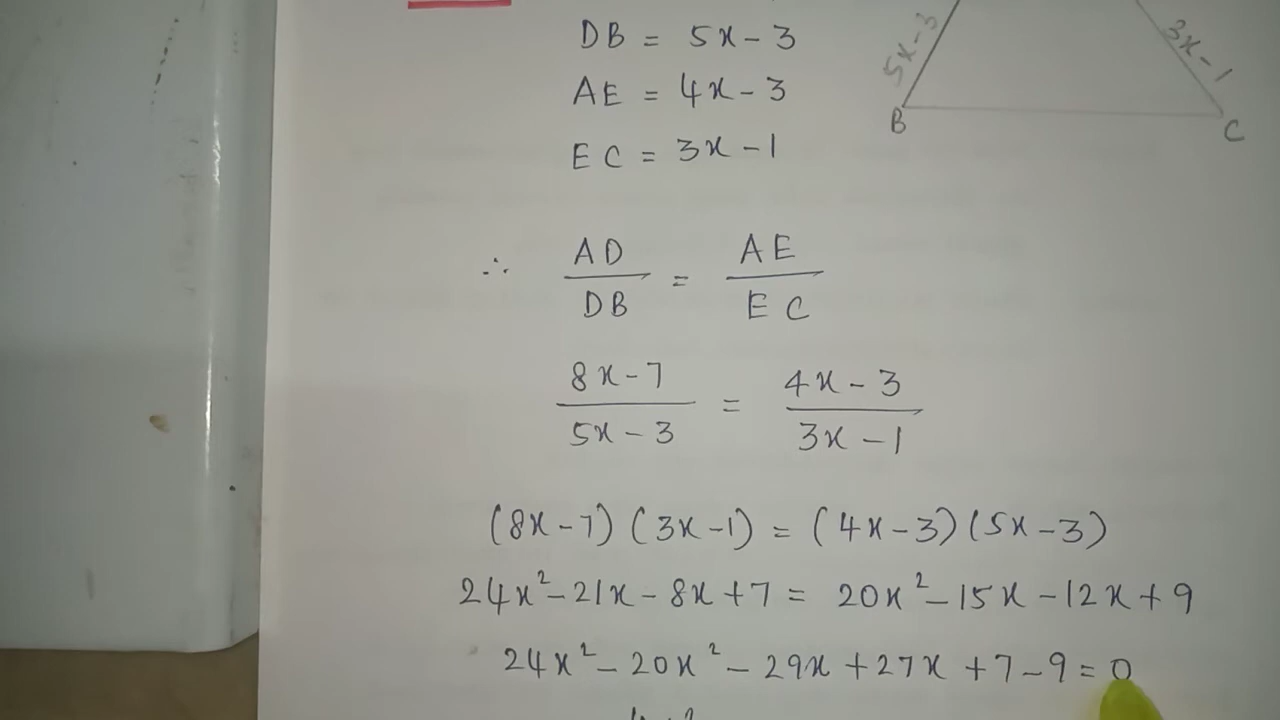 DB = 5x - 3
AE = 4x - 3
EC = 3x - 1
5x - 3
3x - 1
B
C
∴ AD/DB = AE/EC
8x - 7/5x - 3 = 4x - 3/3x - 1
(8x - 7)(3x - 1) = (4x - 3)(5x - 3)
24x² - 21x - 8x + 7 = 20x² - 15x - 12x + 9
24x² - 20x² - 29x + 27x + 7 - 9 = 0